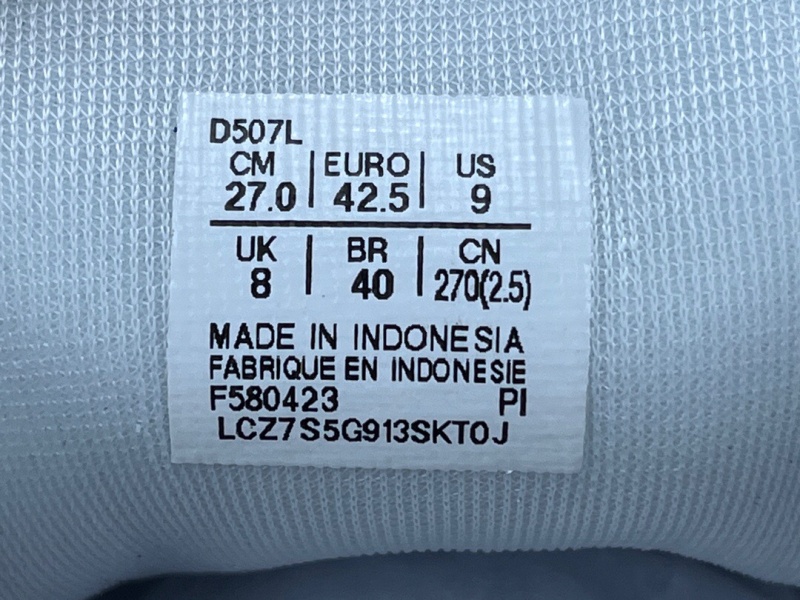 D507L
CM | EURO | US
27.0 | 42.5 | 9
UK | BR | CN
8 | 40 | 270(2.5)
MADE IN INDONESIA
FABRIQUE EN INDONESIE
F580423 PI
LCZ7S5G913SKT0J